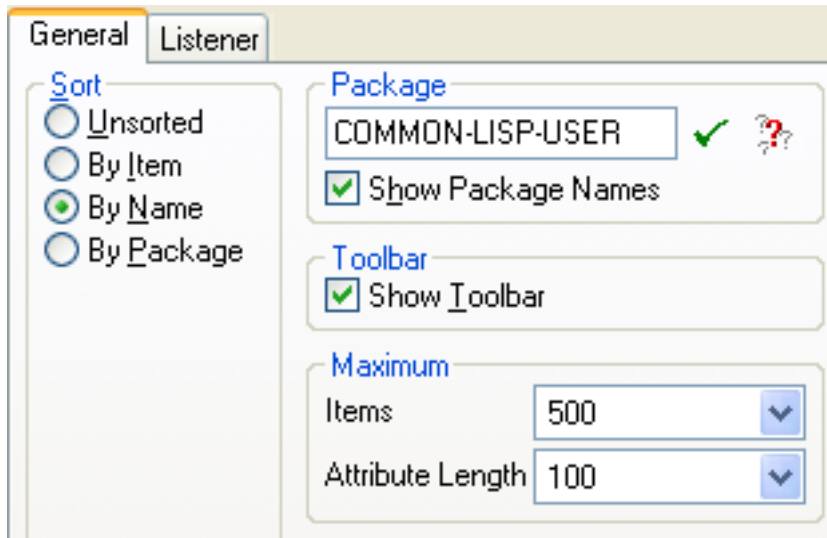 General
Listener
Sort
Unsorted
By Item
By Name
By Package
Package
COMMON-LISP-USER
Show Package Names
Toolbar
Show Toolbar
Maximum
Items 500
Attribute Length 100